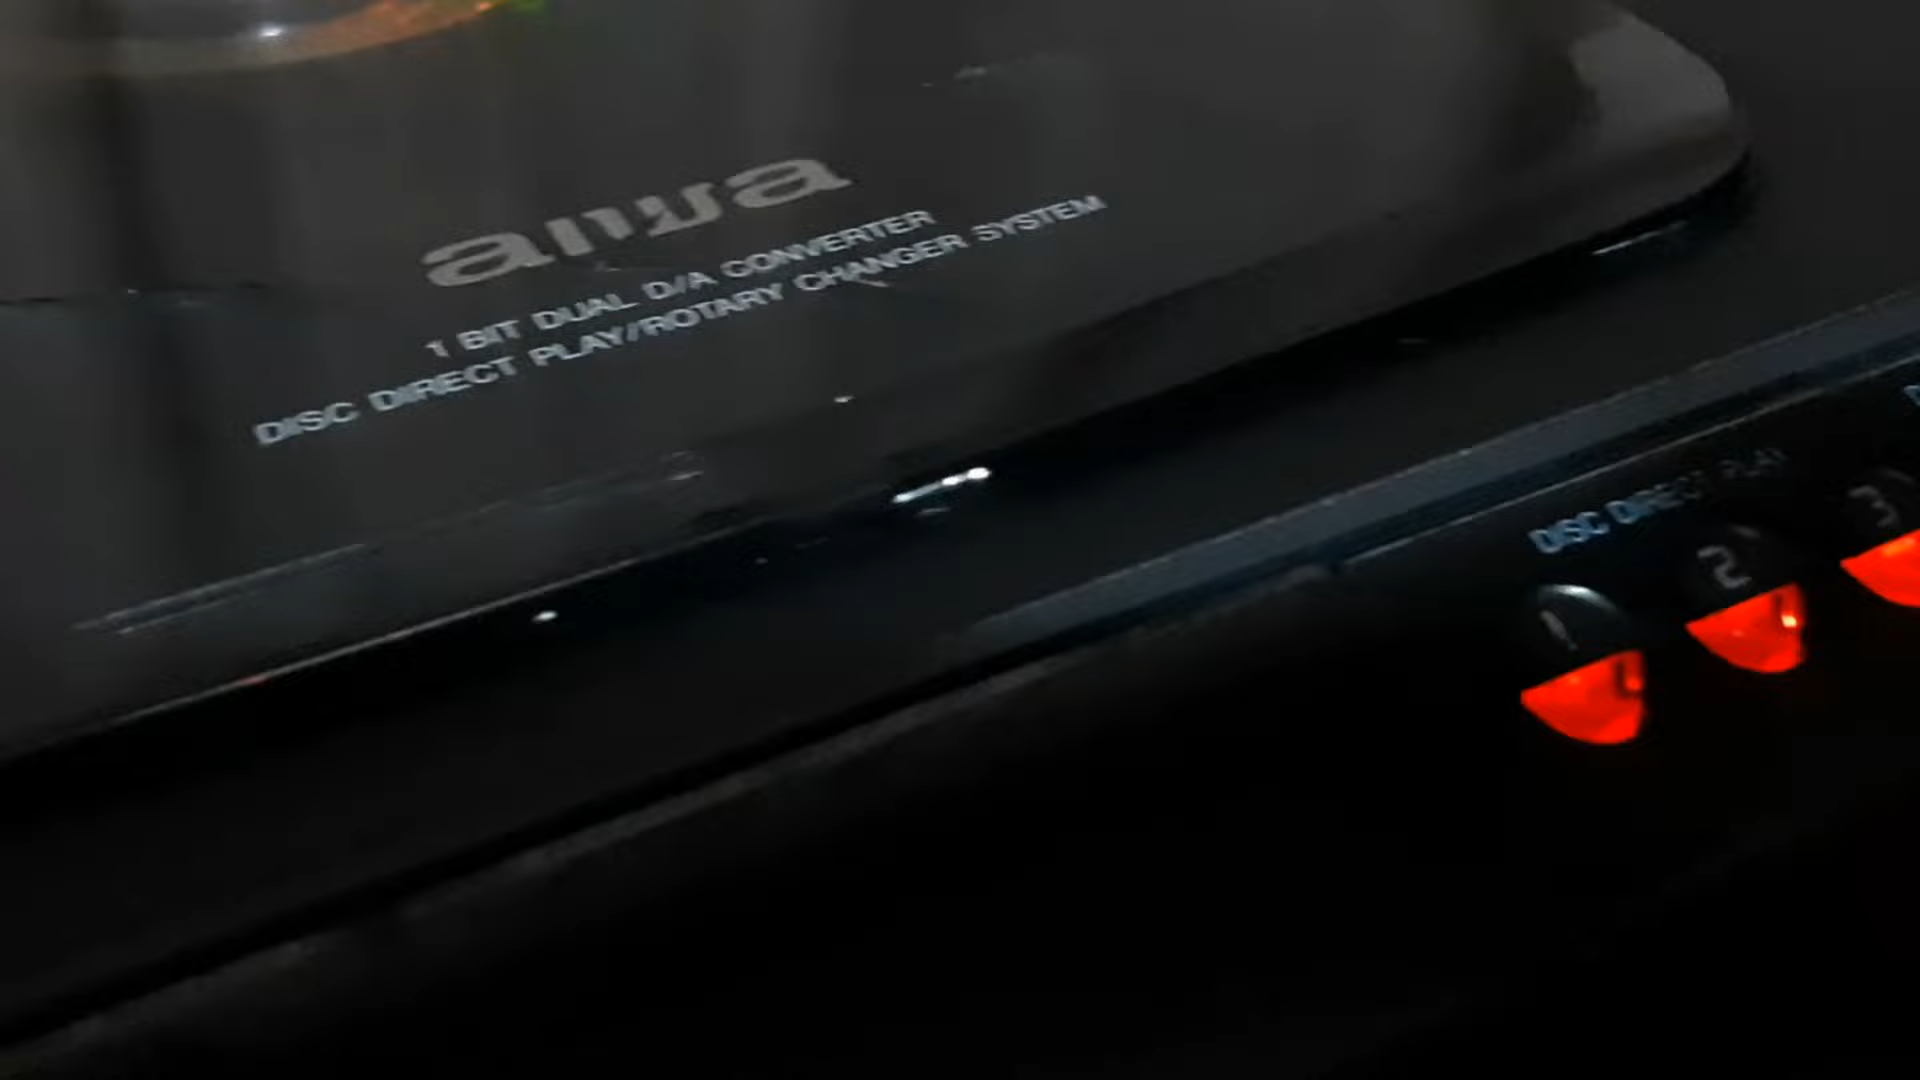 aiwa
1 BIT DUAL D/A CONVERTER
DISC DIRECT PLAY/ROTARY CHANGER SYSTEM
DISC DIRECT PLAY
1
2
3